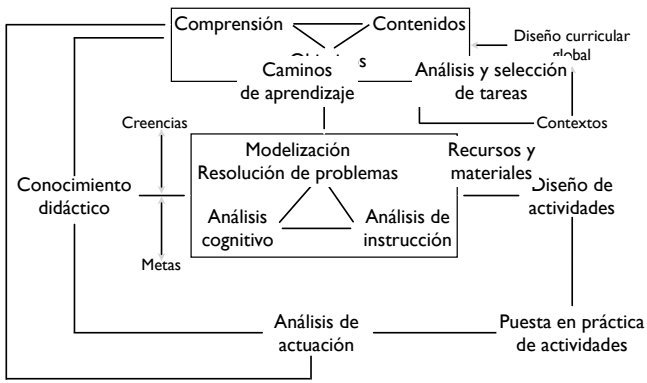 Comprensión
Contenidos
Diseño curricular
global
Caminos
de aprendizaje
Análisis y selección
de tareas
Creencias
Contextos
Modelización
Resolución de problemas
Recursos y
materiales
Conocimiento
didáctico
Diseño de
actividades
Análisis
cognitivo
Análisis de
instrucción
Metas
Análisis de
actuación
Puesta en práctica
de actividades